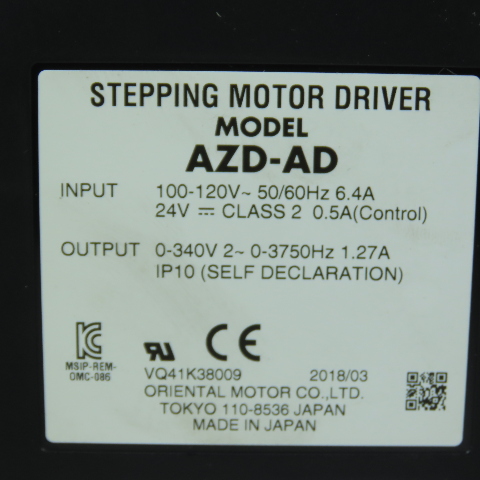 STEPPING MOTOR DRIVER
MODEL
AZD-AD
INPUT 100-120V~ 50/60Hz 6.4A
24V ⎓ CLASS 2 0.5A(Control)
OUTPUT 0-340V 2~ 0-3750Hz 1.27A
IP10 (SELF DECLARATION)
MSIP-REM-
OMC-086
CE
VQ41K38009 2018/03
ORIENTAL MOTOR CO.,LTD.
TOKYO 110-8536 JAPAN
MADE IN JAPAN